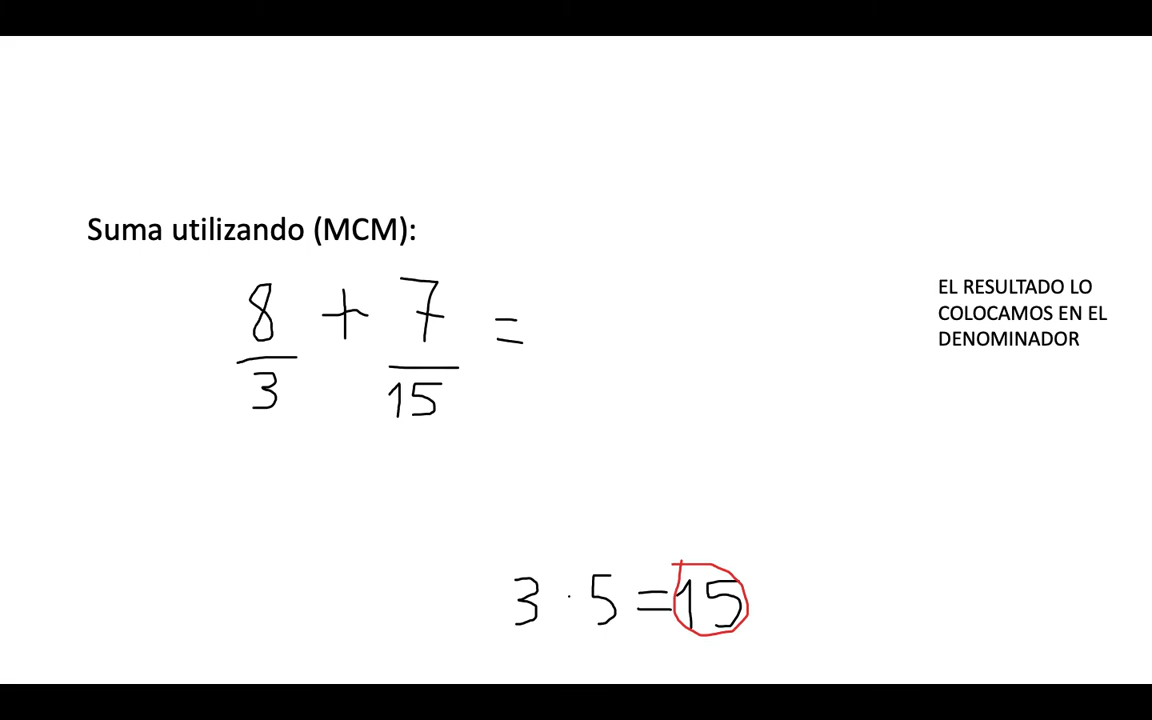 Suma utilizando (MCM):
8/3 + 7/15 =
EL RESULTADO LO
COLOCAMOS EN EL
DENOMINADOR
3 · 5 = 15